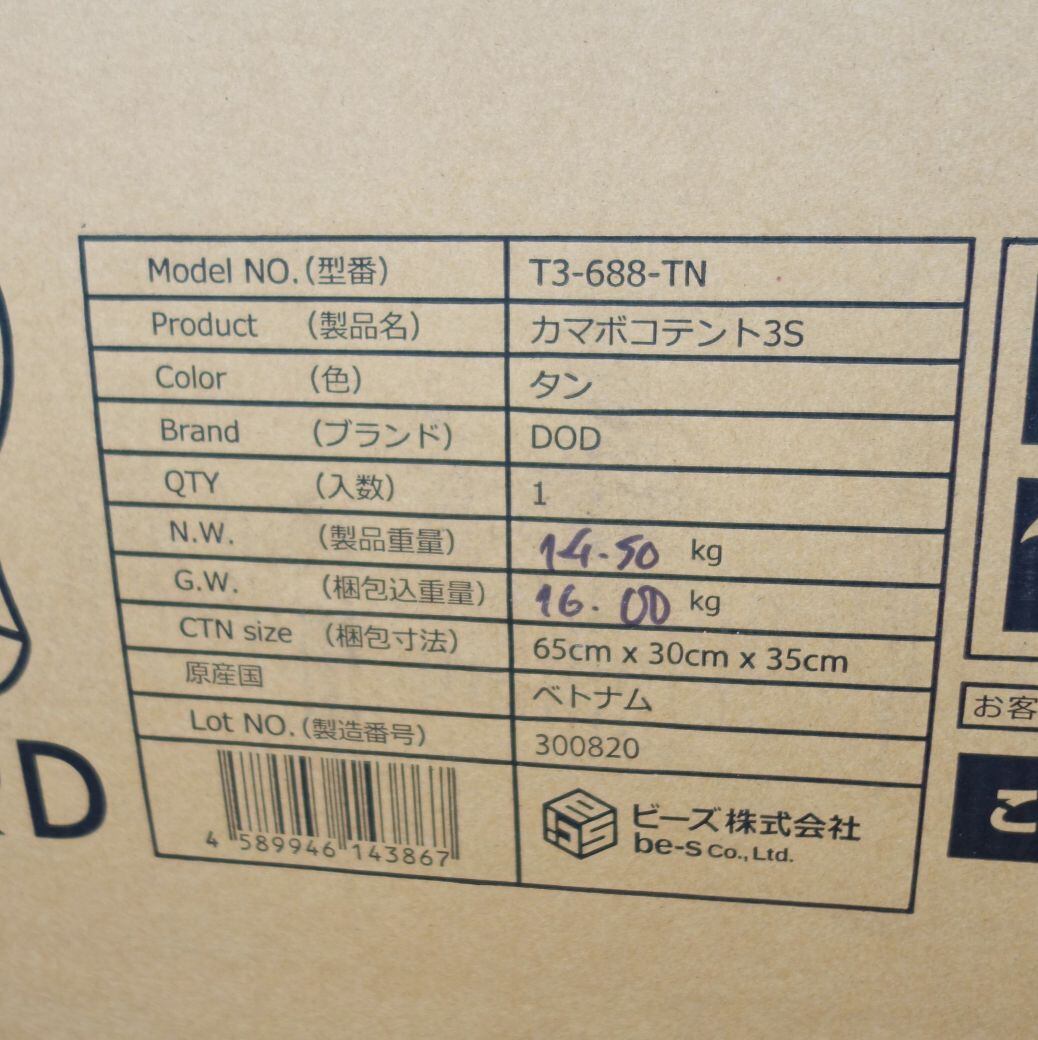 Model NO.(型番) T3-688-TN
Product (製品名) カマボコテント3S
Color (色) タン
Brand (ブランド) DOD
QTY (入数) 1
N.W. (製品重量) 14.50 kg
G.W. (梱包込重量) 16.00 kg
CTN size (梱包寸法) 65cm x 30cm x 35cm
原産国 ベトナム
Lot NO.(製造番号) 300820
4 589946 143867
ビーズ株式会社
be-s Co., Ltd.
D
お客
こ